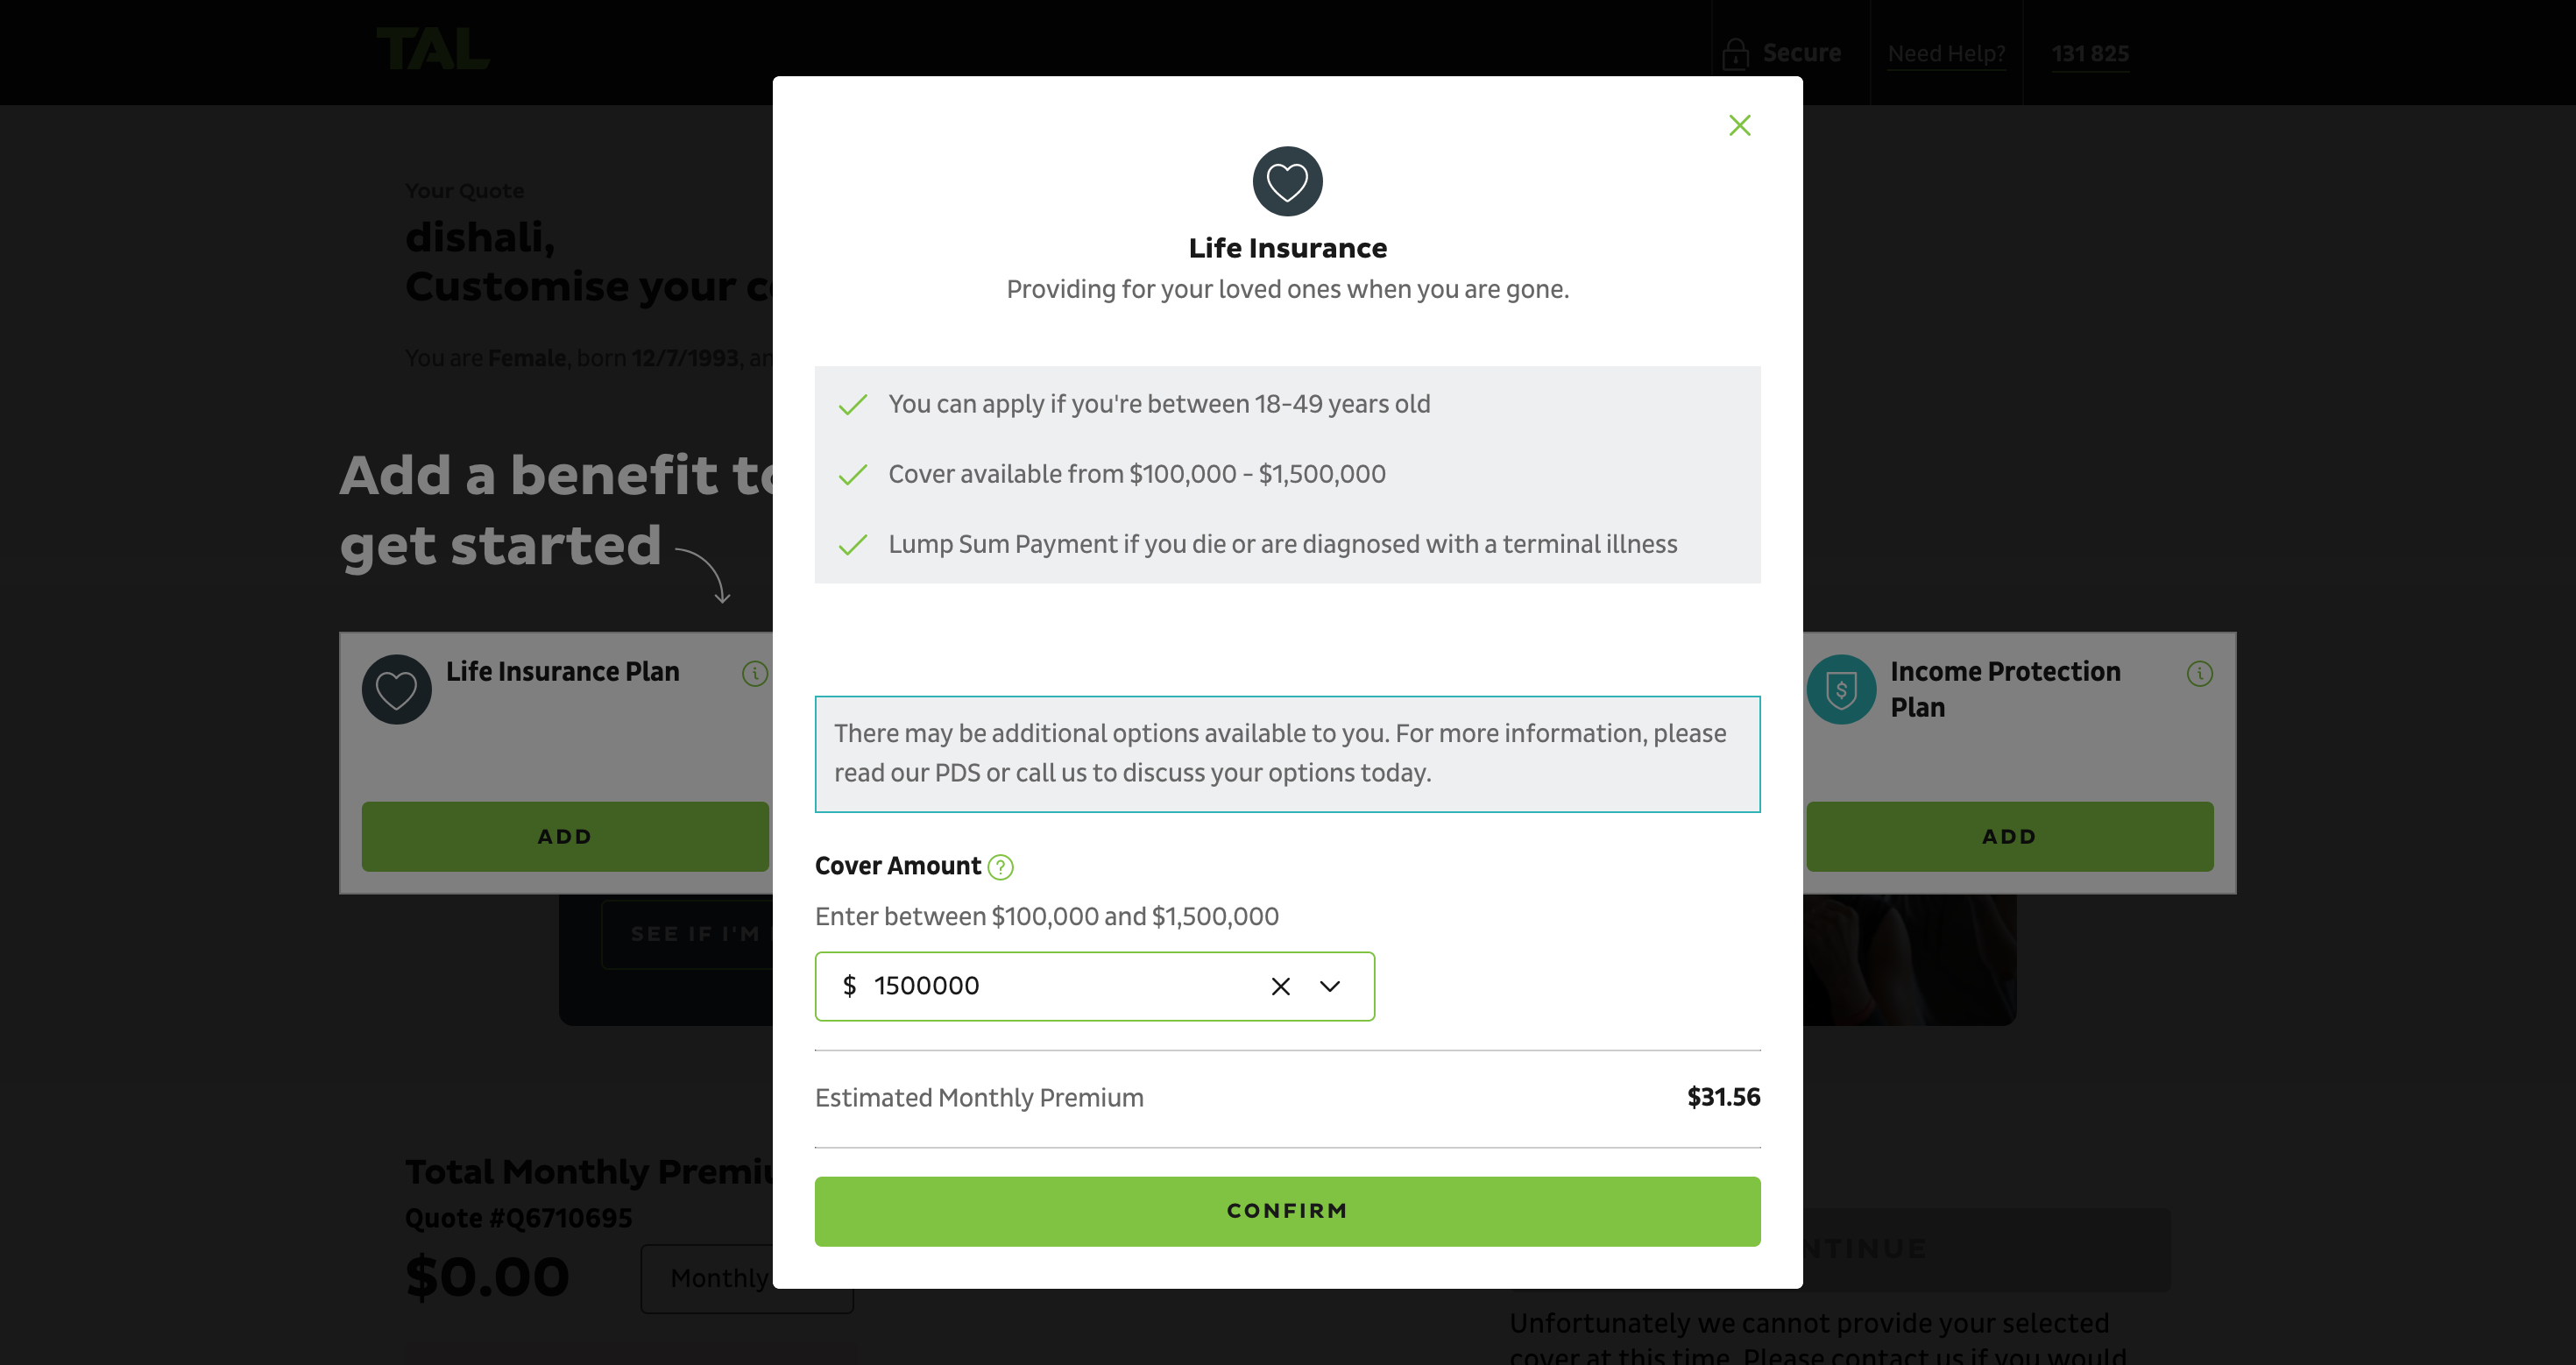 TAL
Secure
Need Help?
131 825
Your Quote
dishali,
Customise your
You are Female, born 12/7/1993,
Add a benefit to
get started
Life Insurance Plan
ADD
SEE IF I'M
Total Monthly
Quote #Q6710695
$0.00
Monthly
Life Insurance
Providing for your loved ones when you are gone.
You can apply if you're between 18-49 years old
Cover available from $100,000 - $1,500,000
Lump Sum Payment if you die or are diagnosed with a terminal illness
There may be additional options available to you. For more information, please
read our PDS or call us to discuss your options today.
Cover Amount ?
Enter between $100,000 and $1,500,000
$ 1500000
Estimated Monthly Premium
$31.56
CONFIRM
Income Protection
Plan
ADD
Unfortunately we cannot provide your selected
cover at this time. Please contact us if you would